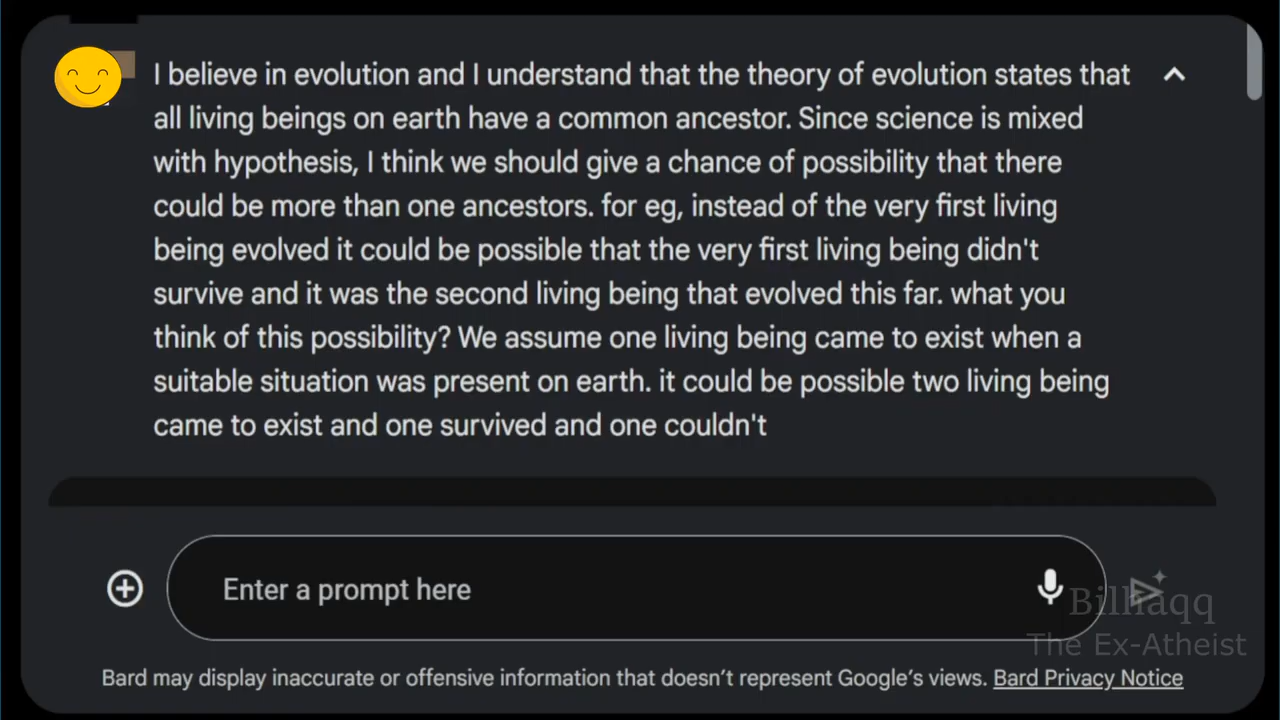 I believe in evolution and I understand that the theory of evolution states that
all living beings on earth have a common ancestor. Since science is mixed
with hypothesis, I think we should give a chance of possibility that there
could be more than one ancestors. for eg, instead of the very first living
being evolved it could be possible that the very first living being didn't
survive and it was the second living being that evolved this far. what you
think of this possibility? We assume one living being came to exist when a
suitable situation was present on earth. it could be possible two living being
came to exist and one survived and one couldn't
Enter a prompt here
Billhaqq
The Ex-Atheist
Bard may display inaccurate or offensive information that doesn't represent Google's views. Bard Privacy Notice